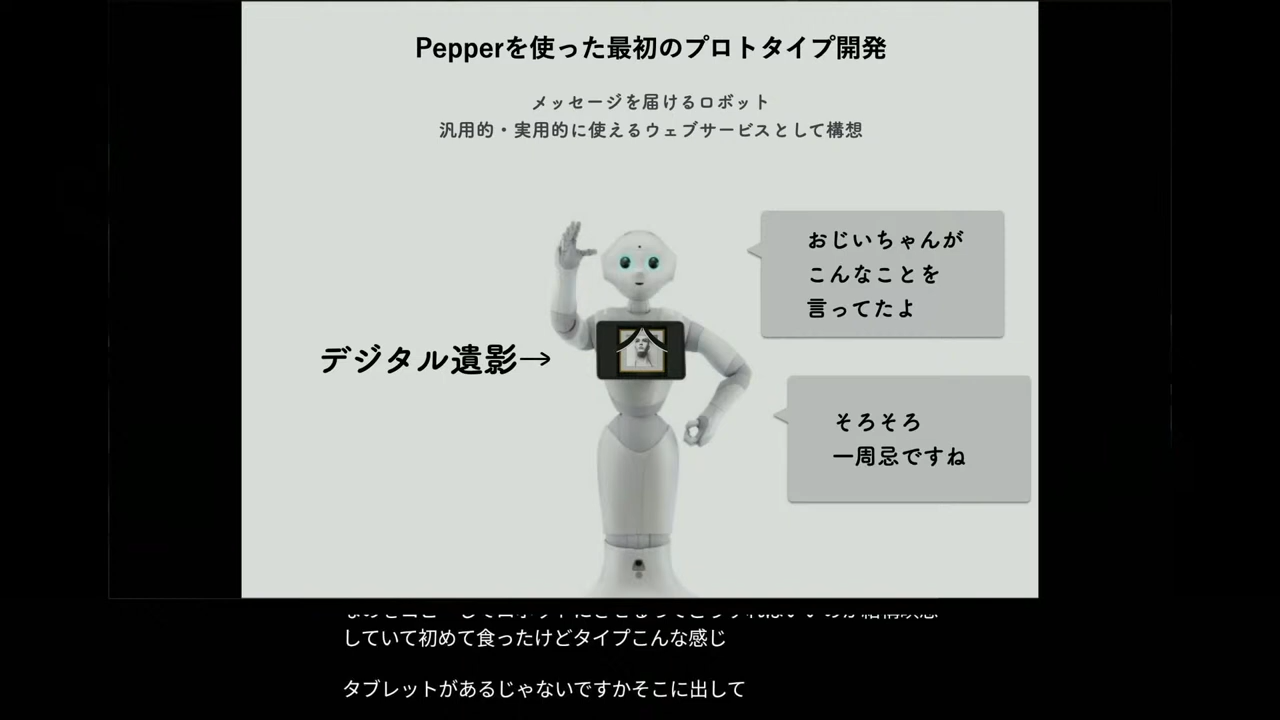 Pepperを使った最初のプロトタイプ開発
メッセージを届けるロボット
汎用的・実用的に使えるウェブサービスとして構想
おじいちゃんが
こんなことを
言ってたよ
デジタル遺影→
そろそろ
一周忌ですね
していて初めて食ったけどタイプこんな感じ
タブレットがあるじゃないですかそこに出して